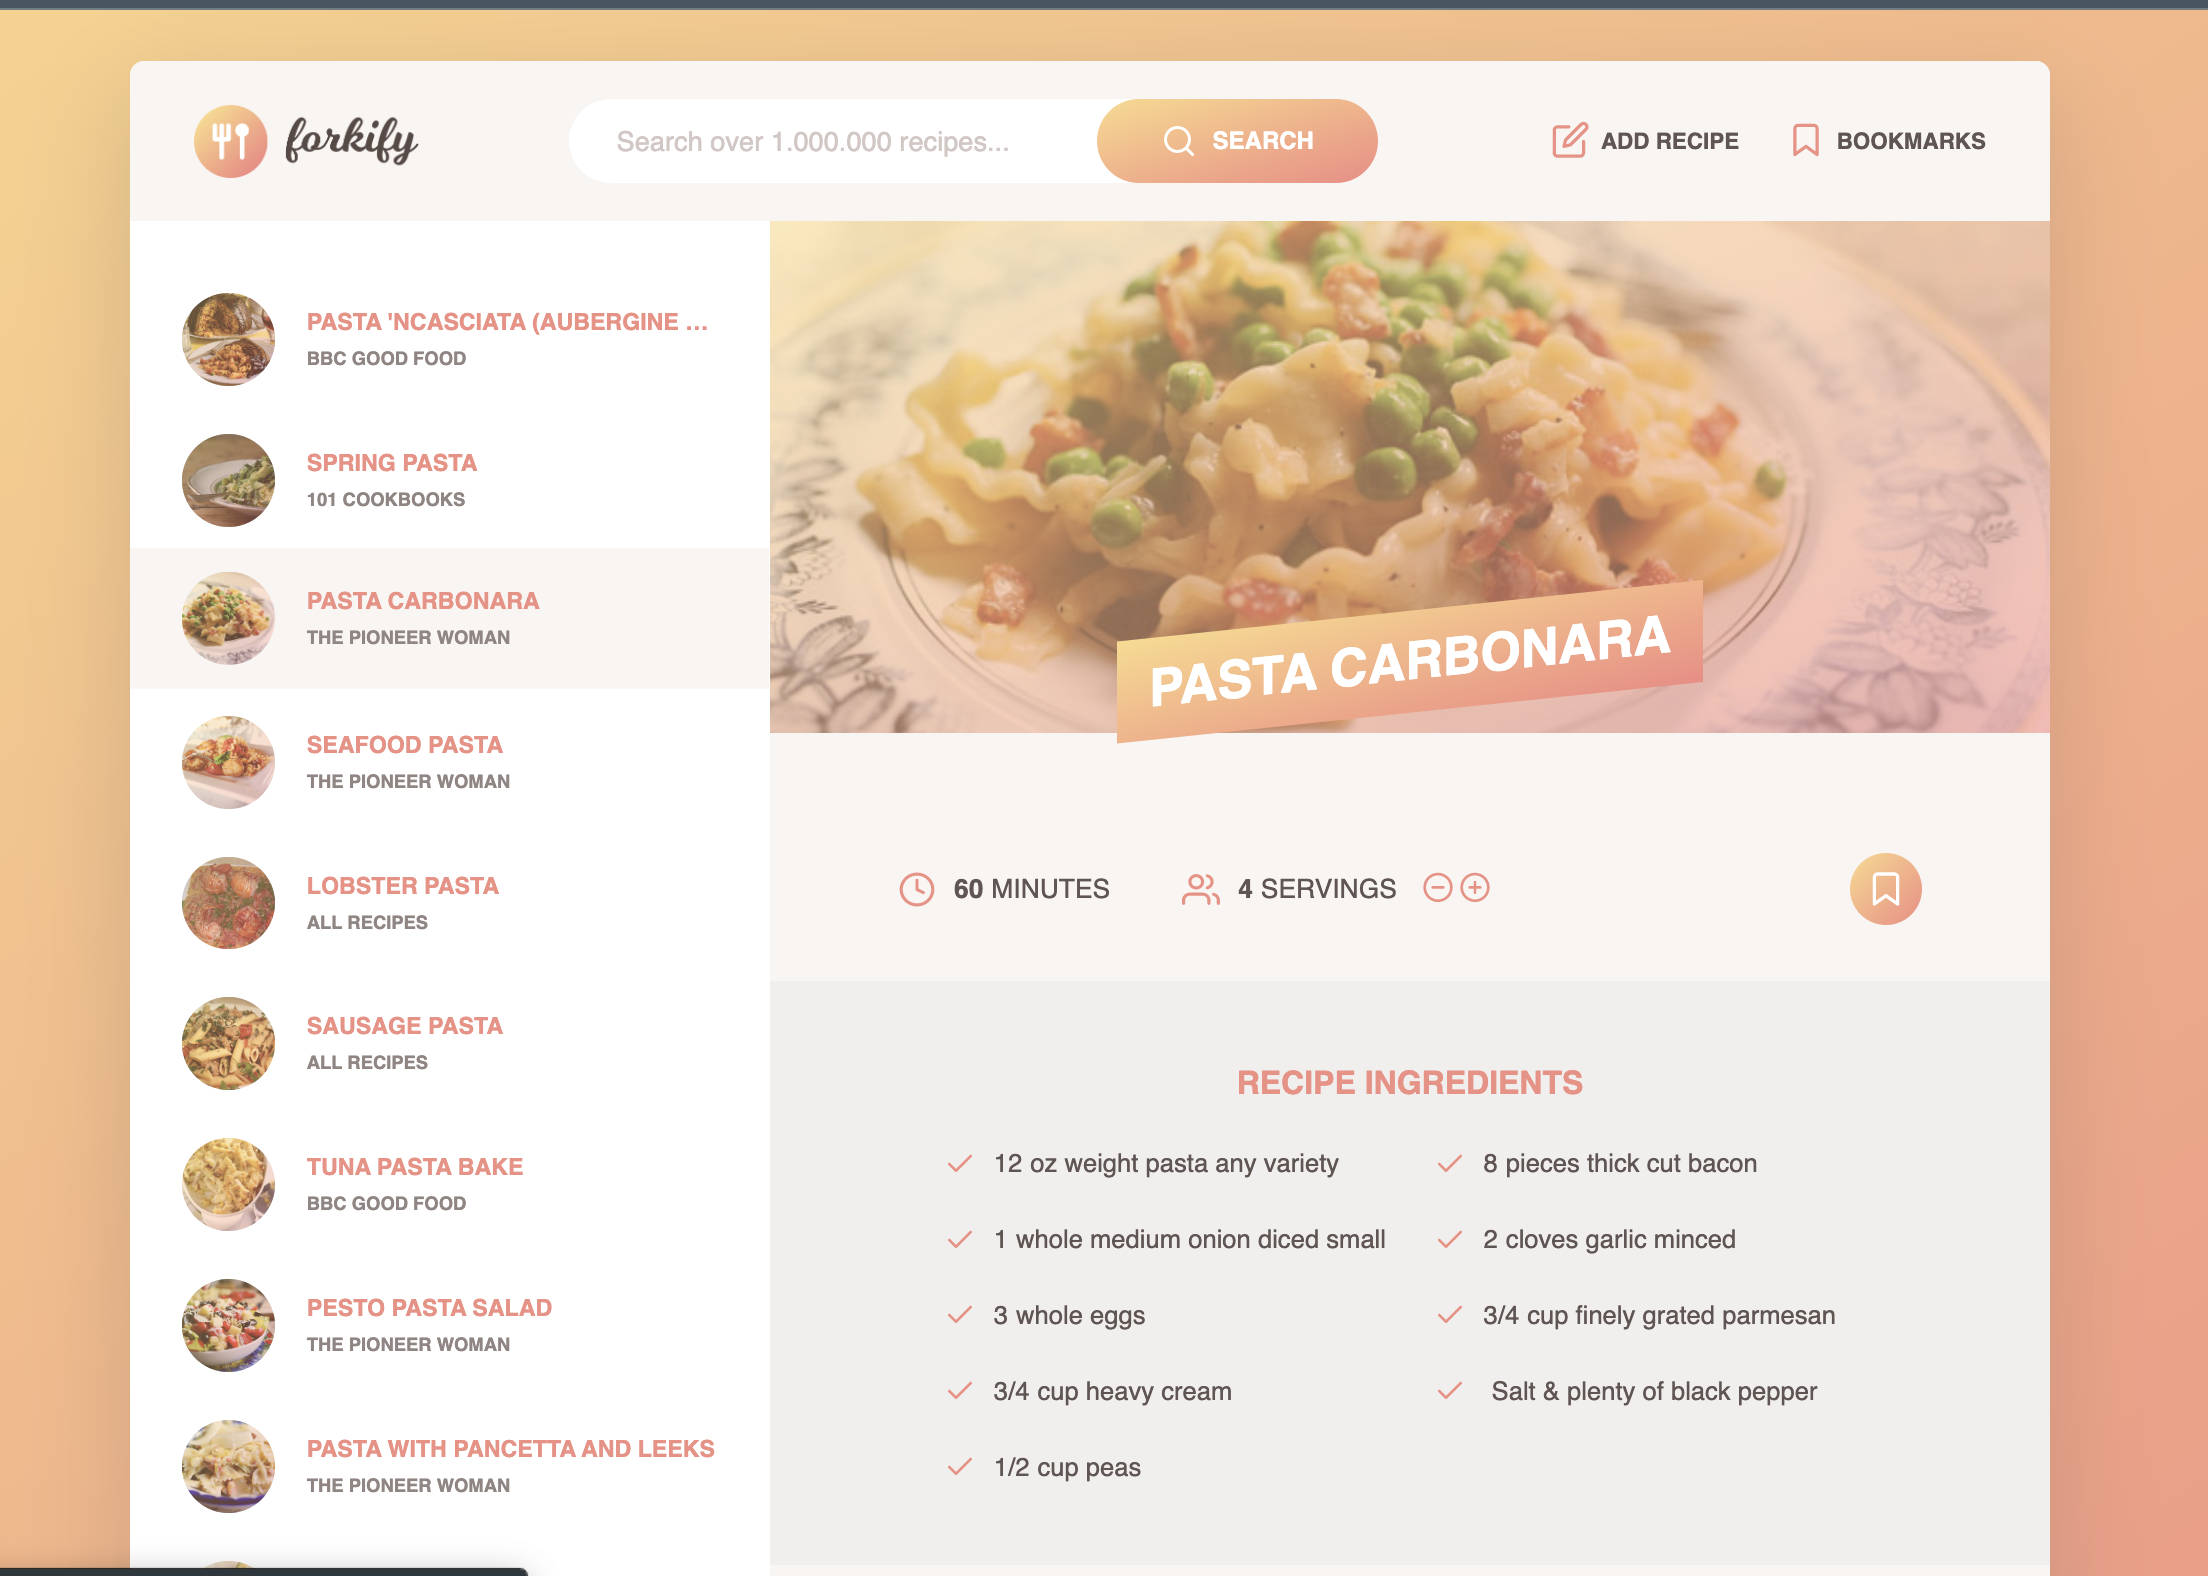 forkify
Search over 1.000.000 recipes...
SEARCH
ADD RECIPE
BOOKMARKS
PASTA 'NCASCIATA (AUBERGINE ...
BBC GOOD FOOD
SPRING PASTA
101 COOKBOOKS
PASTA CARBONARA
THE PIONEER WOMAN
SEAFOOD PASTA
THE PIONEER WOMAN
LOBSTER PASTA
ALL RECIPES
SAUSAGE PASTA
ALL RECIPES
TUNA PASTA BAKE
BBC GOOD FOOD
PESTO PASTA SALAD
THE PIONEER WOMAN
PASTA WITH PANCETTA AND LEEKS
THE PIONEER WOMAN
PASTA CARBONARA
60 MINUTES
4 SERVINGS
RECIPE INGREDIENTS
12 oz weight pasta any variety
8 pieces thick cut bacon
1 whole medium onion diced small
2 cloves garlic minced
3 whole eggs
3/4 cup finely grated parmesan
3/4 cup heavy cream
Salt & plenty of black pepper
1/2 cup peas